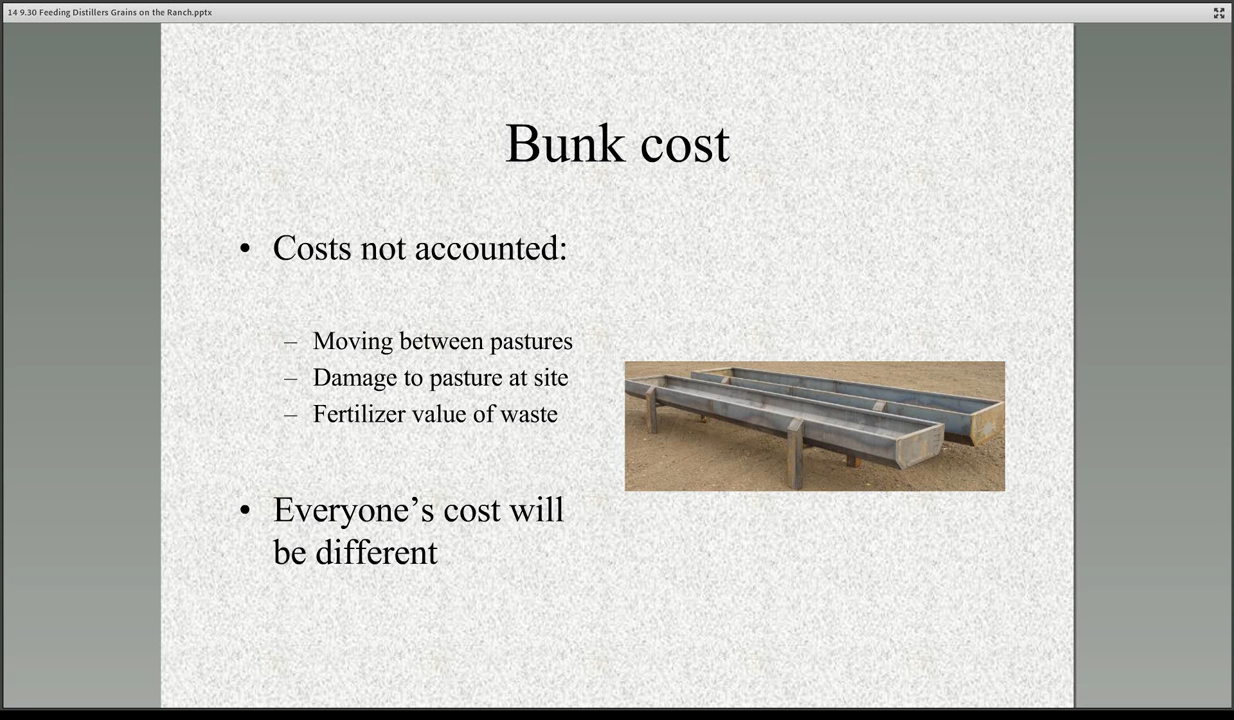 14 9.30 Feeding Distillers Grains on the Ranch.pptx
Bunk cost
• Costs not accounted:
– Moving between pastures
– Damage to pasture at site
– Fertilizer value of waste
• Everyone’s cost will
be different